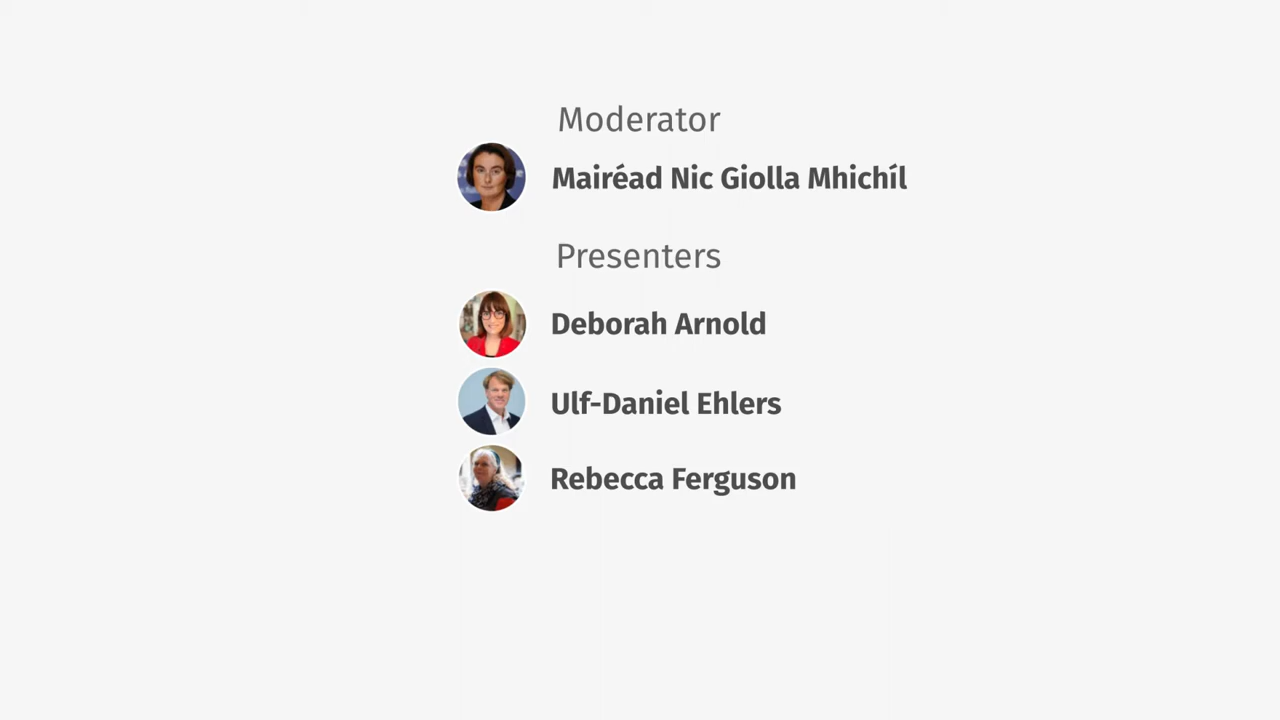 Moderator
Mairéad Nic Giolla Mhichíl
Presenters
Deborah Arnold
Ulf-Daniel Ehlers
Rebecca Ferguson